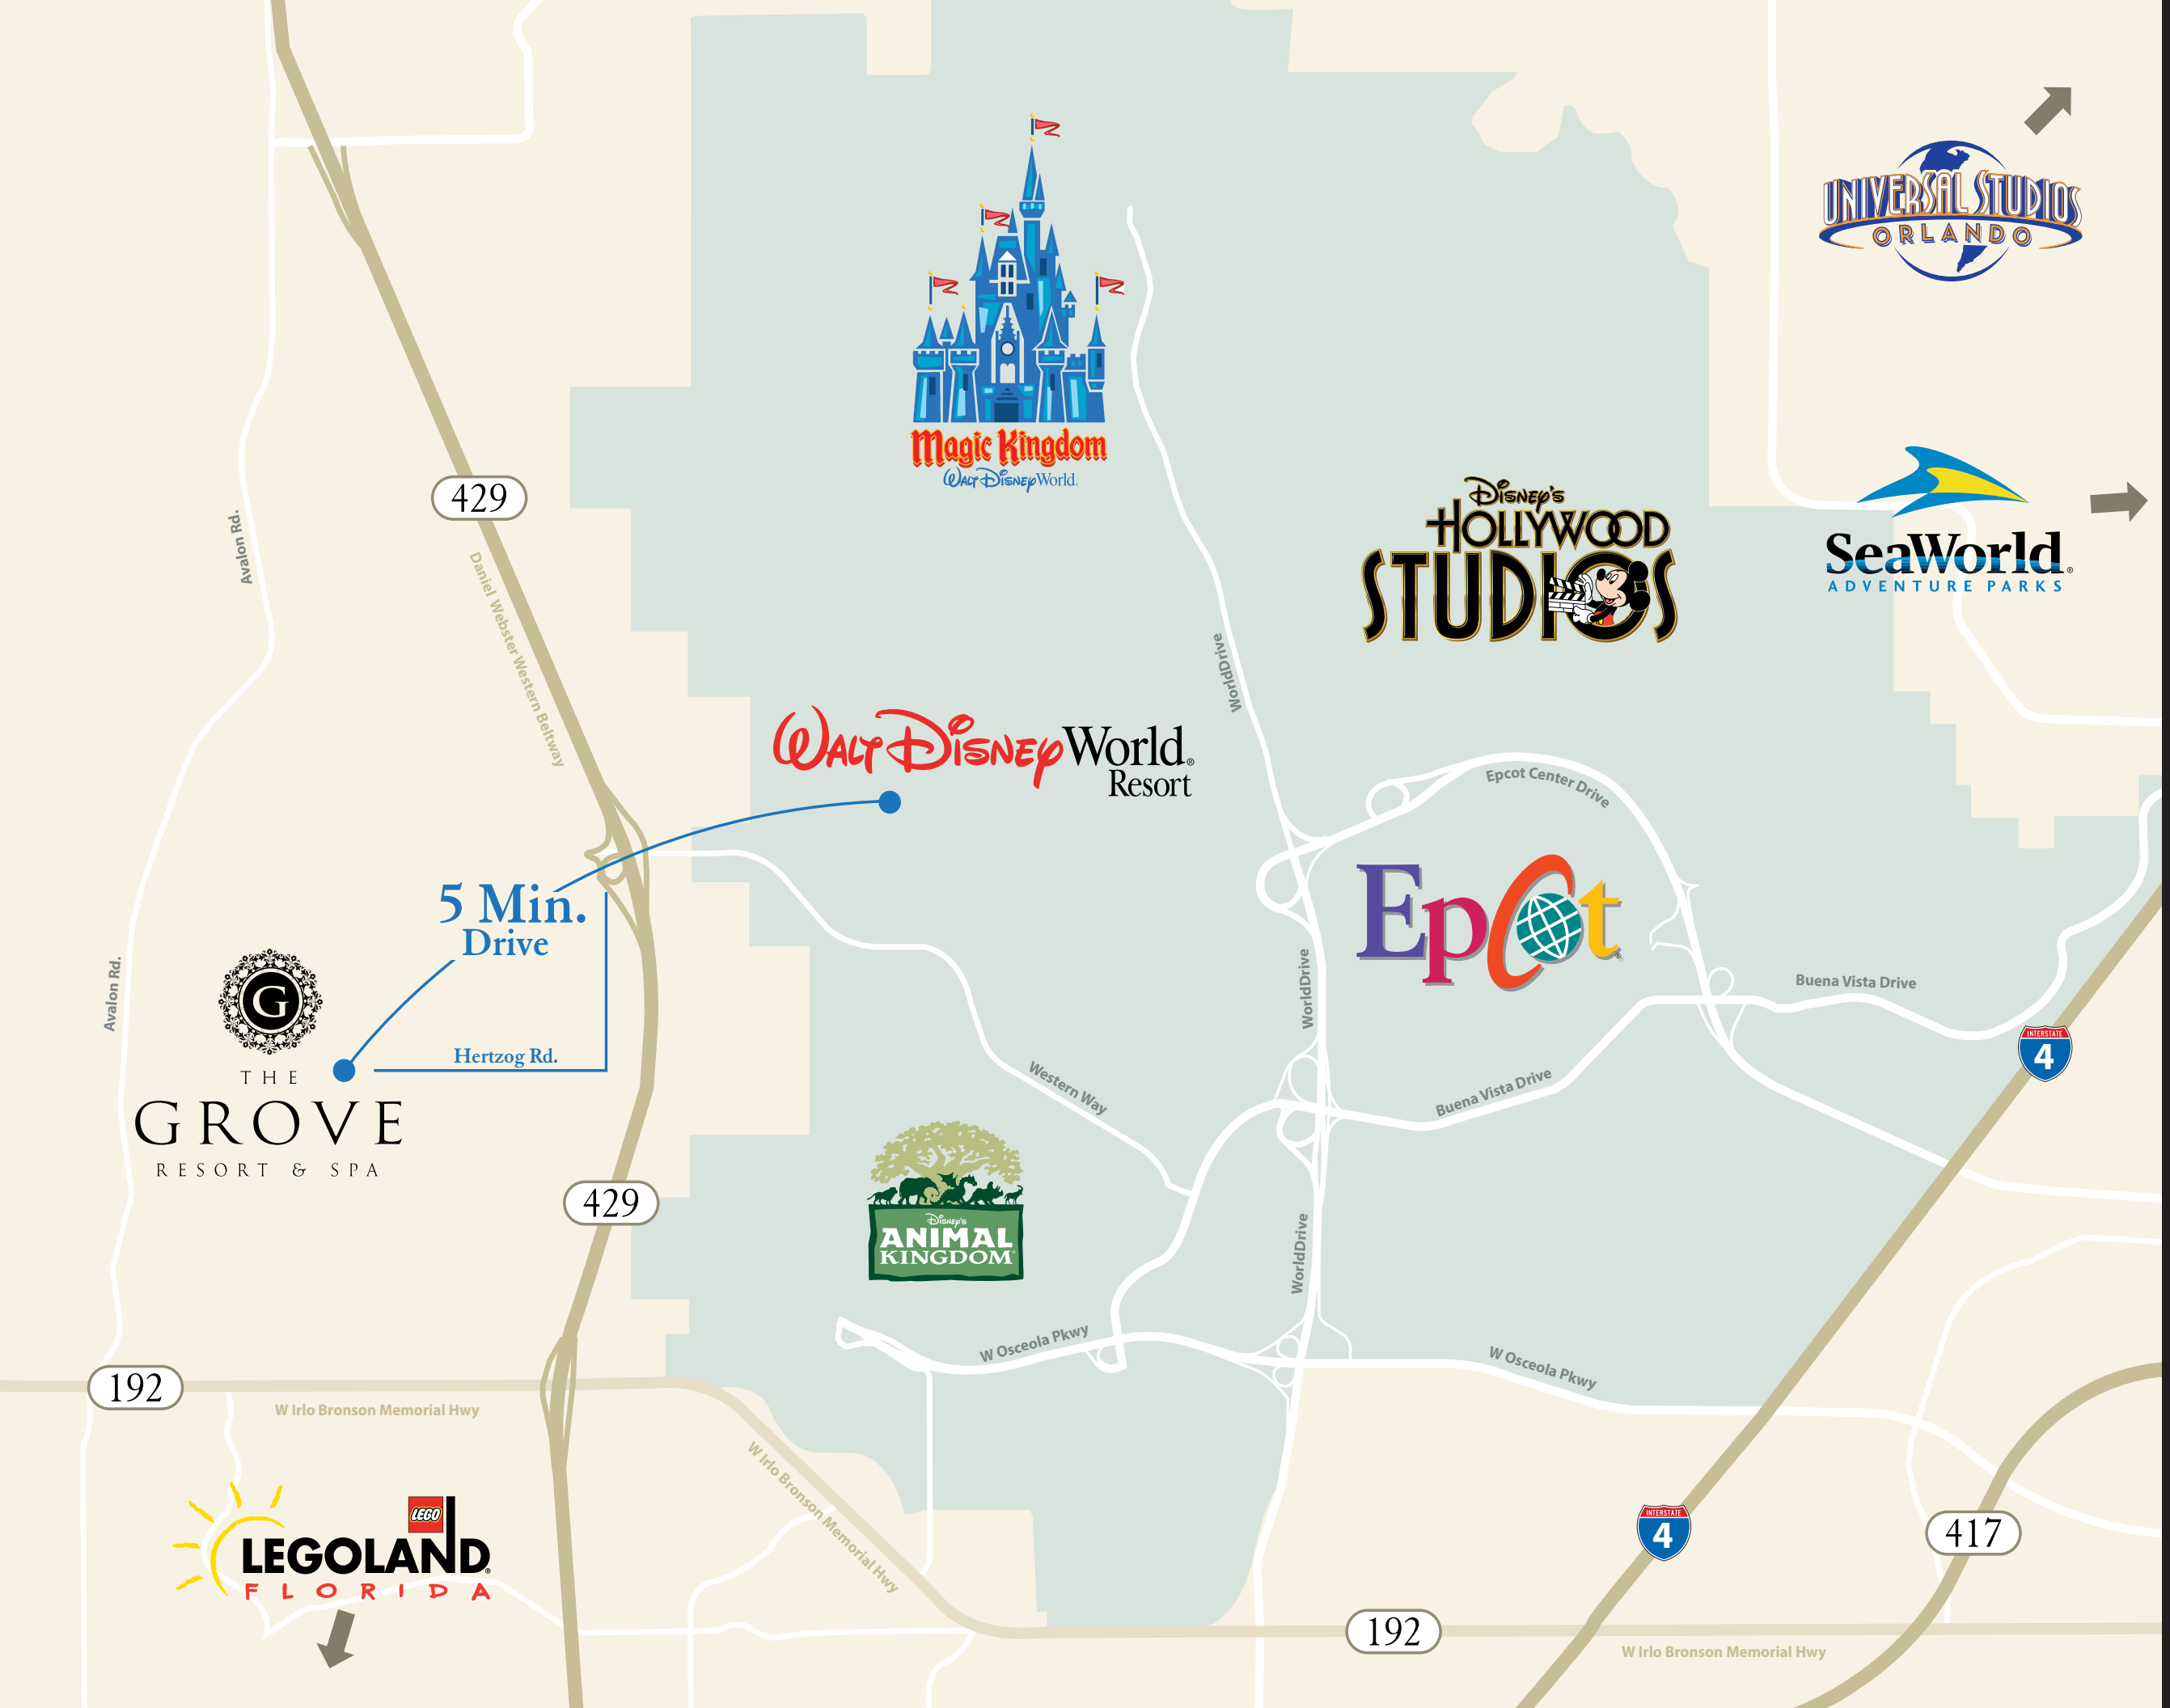 UNIVERSAL STUDIOS
ORLANDO
Magic Kingdom
WALT DISNEY World.
429
Avalon Rd.
Daniel Webster Western Beltway
DISNEY'S
HOLLYWOOD
STUDIOS
SeaWorld®
ADVENTURE PARKS
WorldDrive
WALT DISNEY World®
Resort
Epcot Center Drive
Epcot®
5 Min.
Drive
Avalon Rd.
G
THE
GROVE
RESORT & SPA
Hertzog Rd.
WorldDrive
Buena Vista Drive
INTERSTATE
4
Western Way
Buena Vista Drive
DISNEY'S
ANIMAL
KINGDOM
429
WorldDrive
W Osceola Pkwy
W Osceola Pkwy
192
W Irlo Bronson Memorial Hwy
W Irlo Bronson Memorial Hwy
LEGO
LEGOLAND®
FLORIDA
INTERSTATE
4
417
192
W Irlo Bronson Memorial Hwy